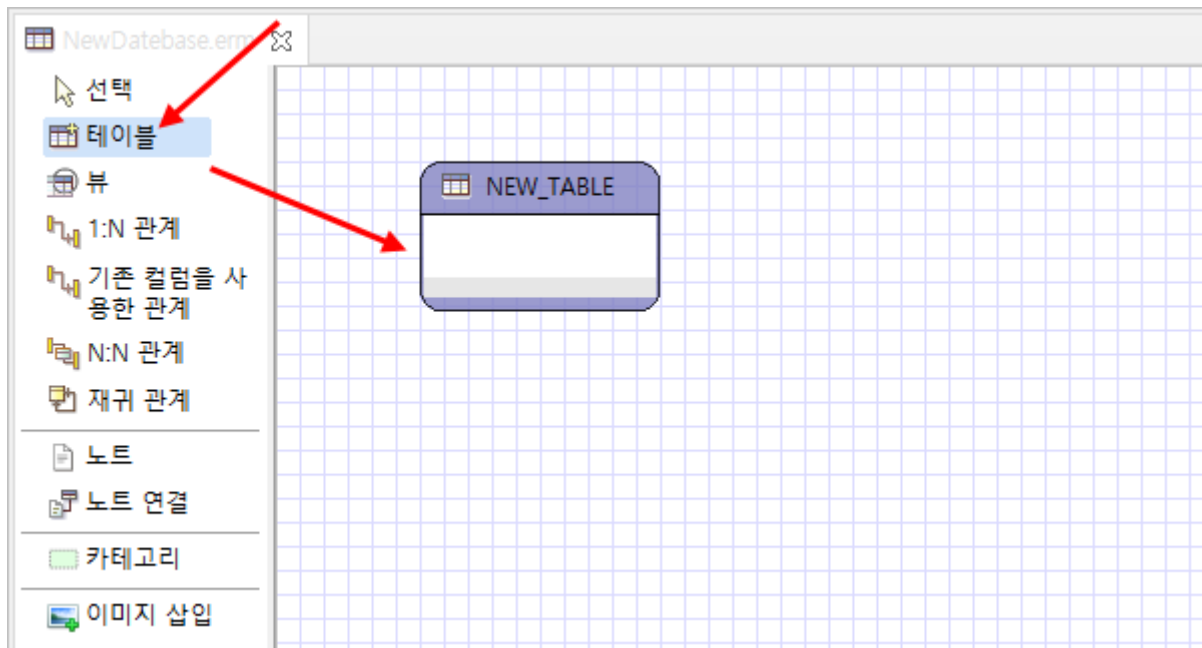 NewDatebase.erm
선택
테이블
뷰
1:N 관계
기존 컬럼을 사
용한 관계
N:N 관계
재귀 관계
노트
노트 연결
카테고리
이미지 삽입
NEW_TABLE